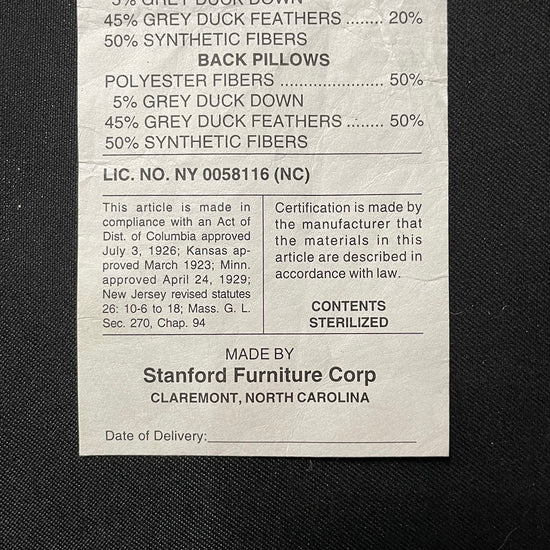 5% GREY DUCK DOWN
45% GREY DUCK FEATHERS ........ 20%
50% SYNTHETIC FIBERS
BACK PILLOWS
POLYESTER FIBERS ........................ 50%
5% GREY DUCK DOWN
45% GREY DUCK FEATHERS ........ 50%
50% SYNTHETIC FIBERS
LIC. NO. NY 0058116 (NC)
This article is made in
compliance with an Act of
Dist. of Columbia approved
July 3, 1926; Kansas ap-
proved March 1923; Minn.
approved April 24, 1929;
New Jersey revised statutes
26: 10-6 to 18; Mass. G. L.
Sec. 270, Chap. 94
Certification is made by
the manufacturer that
the materials in this
article are described in
accordance with law.
CONTENTS
STERILIZED
MADE BY
Stanford Furniture Corp
CLAREMONT, NORTH CAROLINA
Date of Delivery: